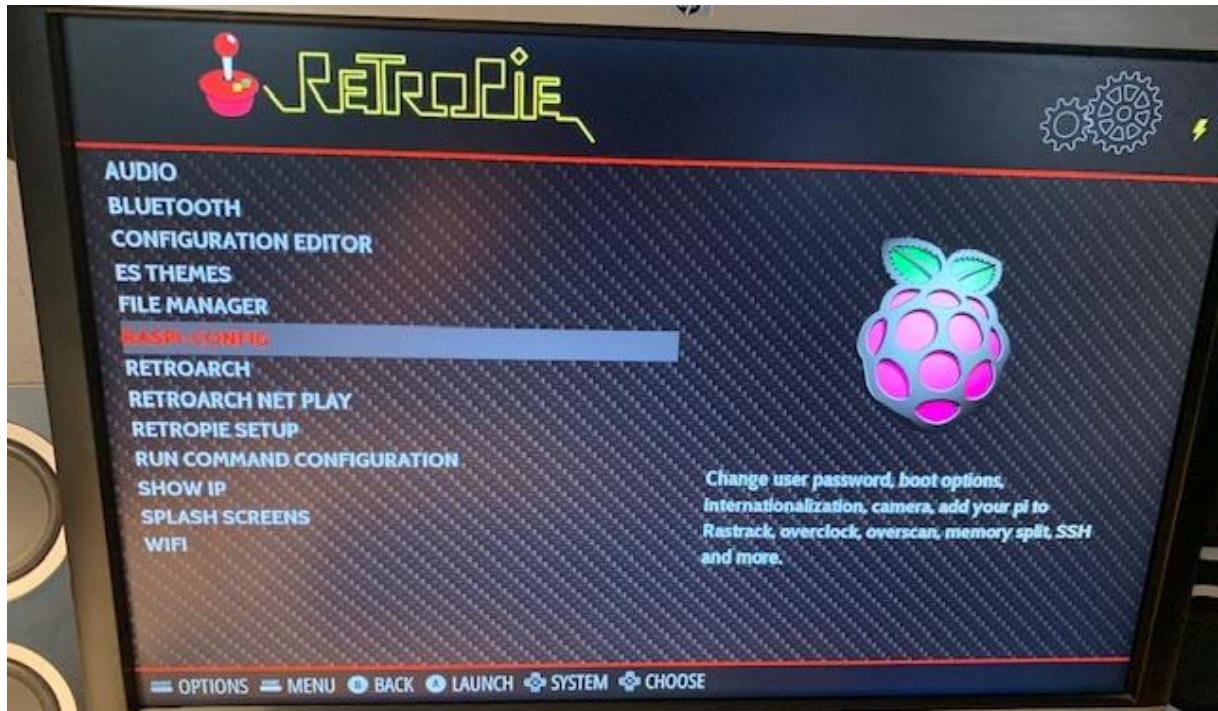 RETROPIE
AUDIO
BLUETOOTH
CONFIGURATION EDITOR
ES THEMES
FILE MANAGER
RASPI-CONFIG
RETROARCH
RETROARCH NET PLAY
RETROPIE SETUP
RUN COMMAND CONFIGURATION
SHOW IP
SPLASH SCREENS
WIFI
Change user password, boot options,
internationalization, camera, add your pi to
Rastrack, overclock, overscan, memory split, SSH
and more.
OPTIONS MENU B BACK A LAUNCH SYSTEM CHOOSE